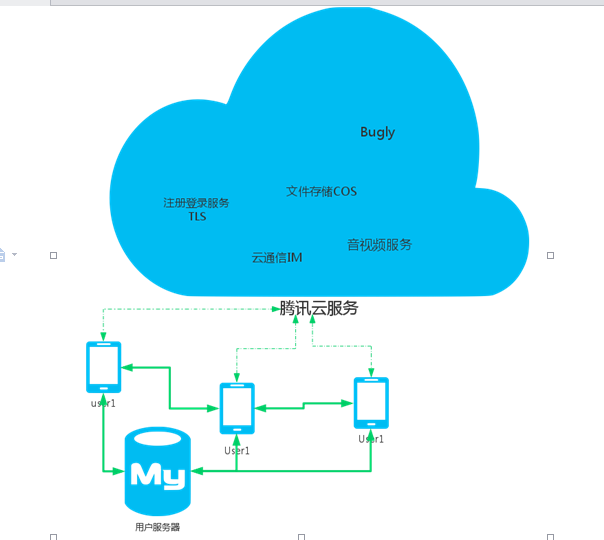 Bugly
文件存储COS
注册登录服务
TLS
音视频服务
云通信IM
腾讯云服务
user1
User1
User1
My
用户服务器